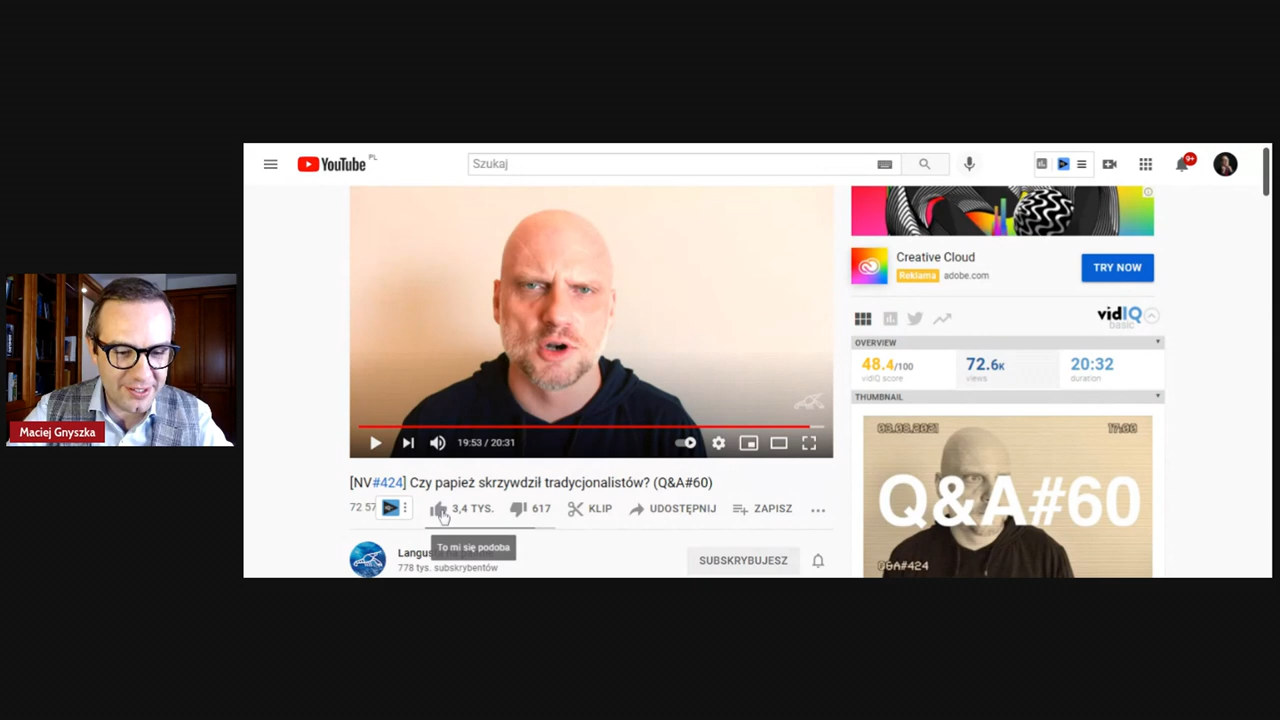 YouTube PL
Szukaj
9+
Creative Cloud
Reklama adobe.com
TRY NOW
vidIQ
basic
OVERVIEW
48.4/100
vidIQ score
72.6K
views
20:32
duration
THUMBNAIL
03.08.2021
17:00
Q&A#60
Q&A#424
19:53 / 20:31
[NV#424] Czy papież skrzywdził tradycjonalistów? (Q&A#60)
72 57
3,4 TYS.
617
KLIP
UDOSTĘPNIJ
ZAPISZ
To mi się podoba
778 tys. subskrybentów
SUBSKRYBUJESZ
Maciej Gnyszka